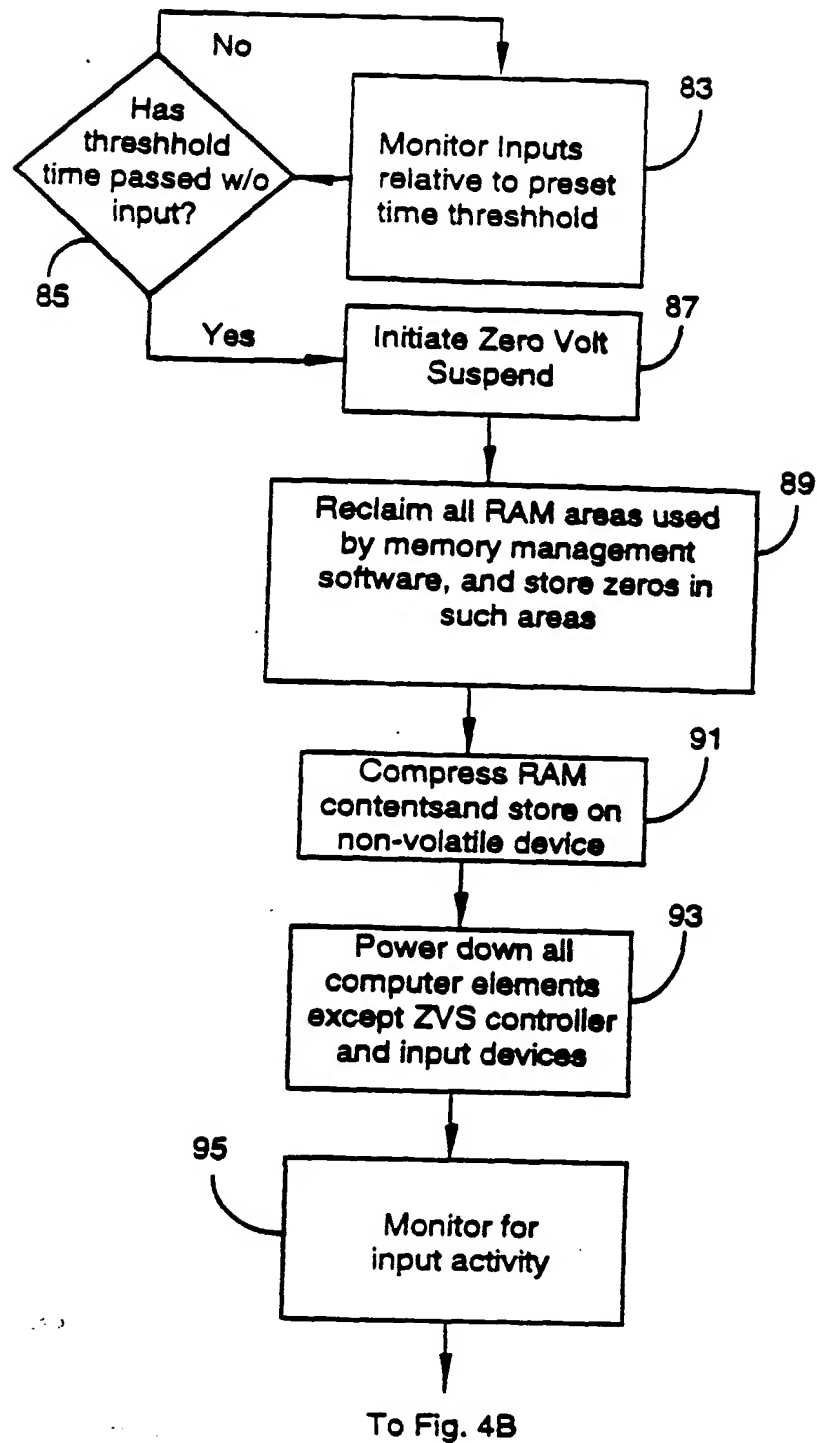 No
Has
threshhold
time passed w/o
input?
85
Monitor Inputs
relative to preset
time threshhold
83
Yes
Initiate Zero Volt
Suspend
87
Reclaim all RAM areas used
by memory management
software, and store zeros in
such areas
89
Compress RAM
contentsand store on
non-volatile device
91
Power down all
computer elements
except ZVS controller
and input devices
93
95
Monitor for
input activity
To Fig. 4B